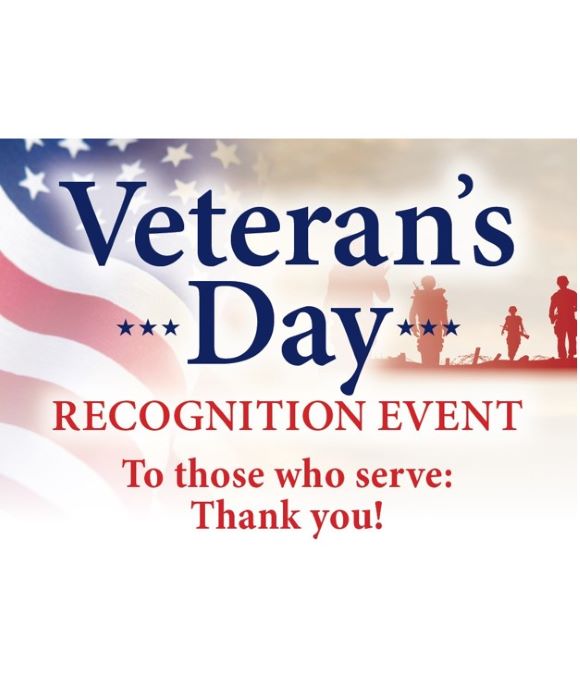 Veteran’s
Day
RECOGNITION EVENT
To those who serve:
Thank you!